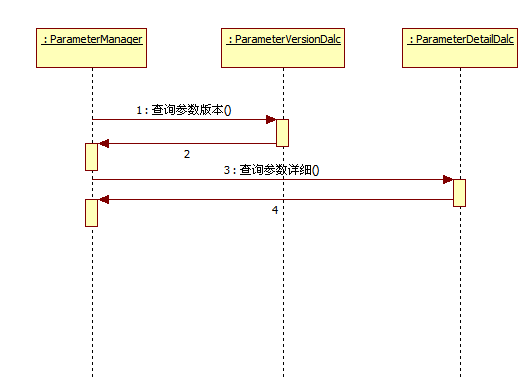 : ParameterManager
: ParameterVersionDalc
: ParameterDetailDalc
1 : 查询参数版本()
2
3 : 查询参数详细()
4